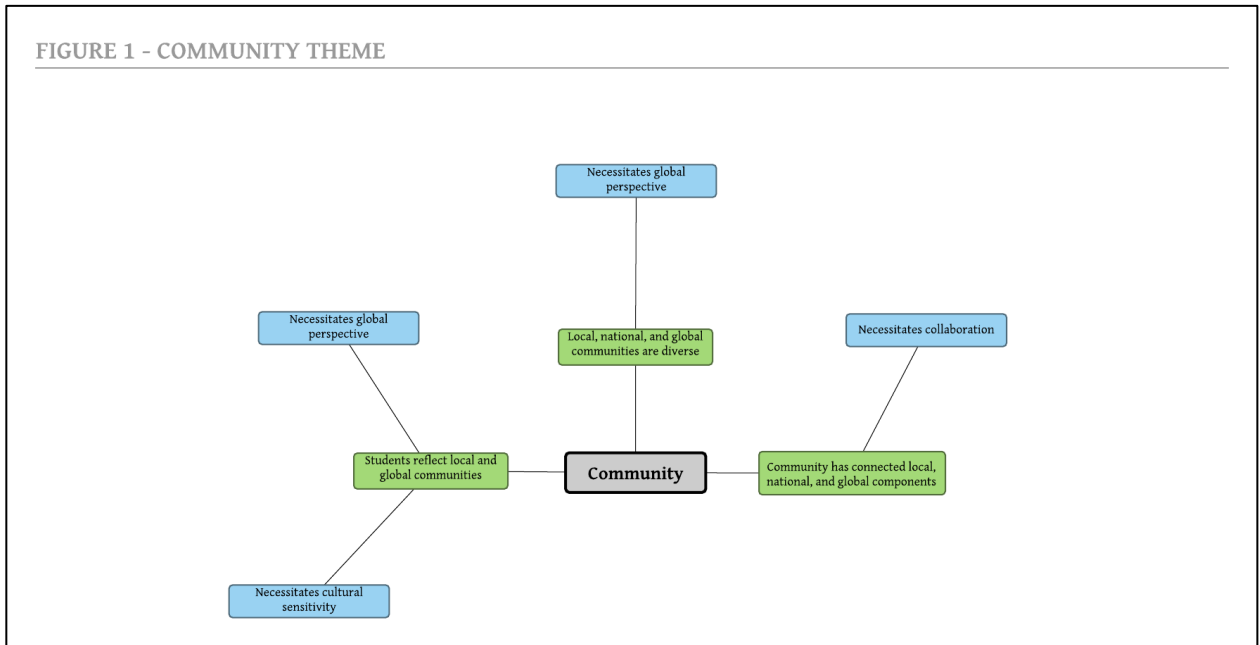 FIGURE 1 - COMMUNITY THEME
Necessitates global
perspective
Necessitates global
perspective
Local, national, and global
communities are diverse
Necessitates collaboration
Students reflect local and
global communities
Community
Community has connected local,
national, and global components
Necessitates cultural
sensitivity